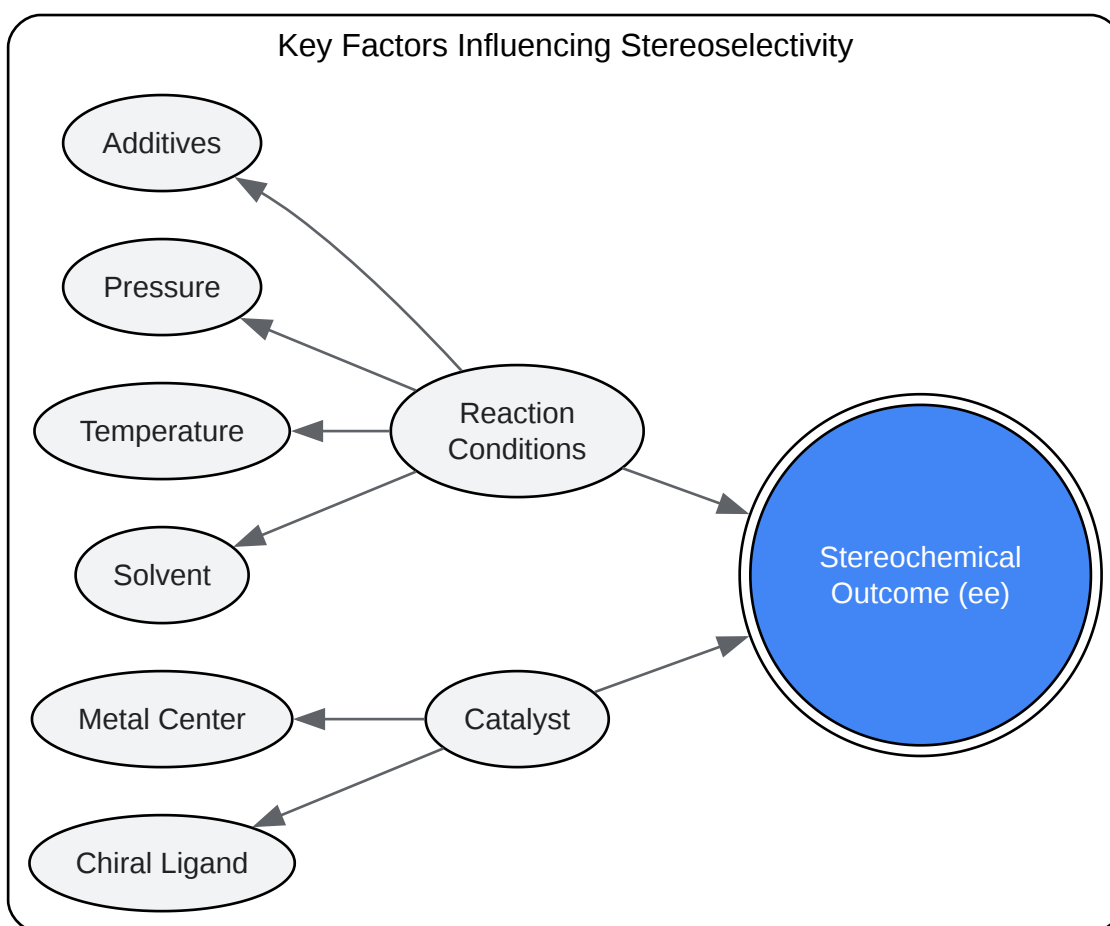 Key Factors Influencing Stereoselectivity
Additives
Pressure
Temperature
Solvent
Metal Center
Chiral Ligand
Reaction
Conditions
Catalyst
Stereochemical
Outcome (ee)